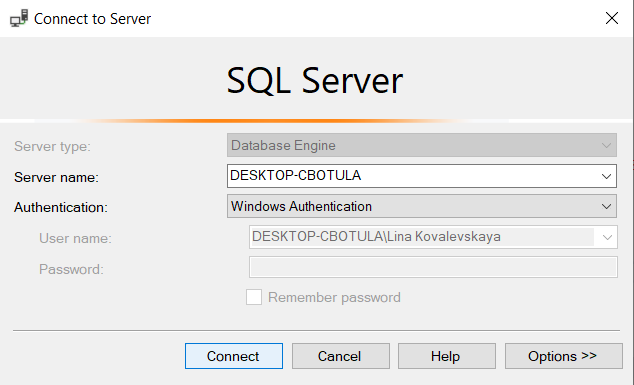 Connect to Server
SQL Server
Server type: Database Engine
Server name: DESKTOP-CBOTULA
Authentication: Windows Authentication
User name: DESKTOP-CBOTULA\Lina Kovalevskaya
Password:
Remember password
Connect Cancel Help Options >>